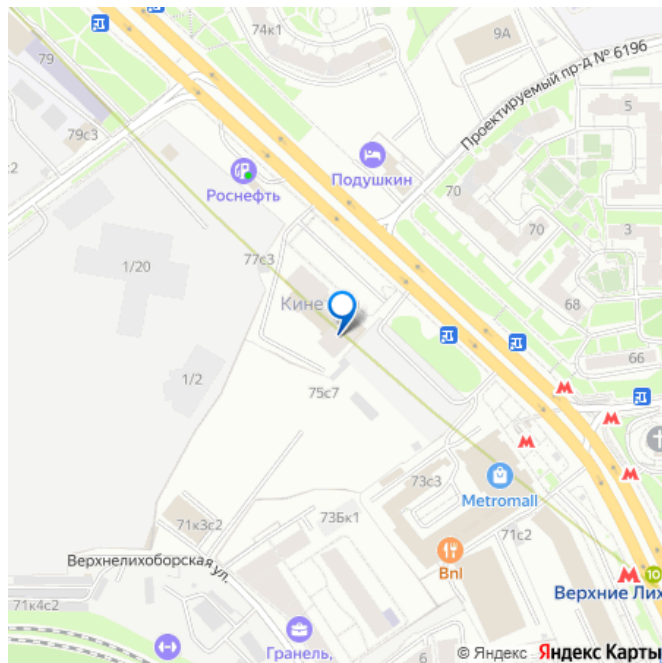 74к1
9А
79
Проектируемый пр-д № 6196
5
79с3
с2
Подушкин
Роснефть
70
70
3
1/20
77с3
Кине
68
66
1/2
75с7
73с3
Metromall
71к3с2
73Бк1
71с2
Верхнелихоборская ул.
Bnl
10
Верхние Лих
71к4с2
Гранель,
6
© Яндекс Яндекс Карты